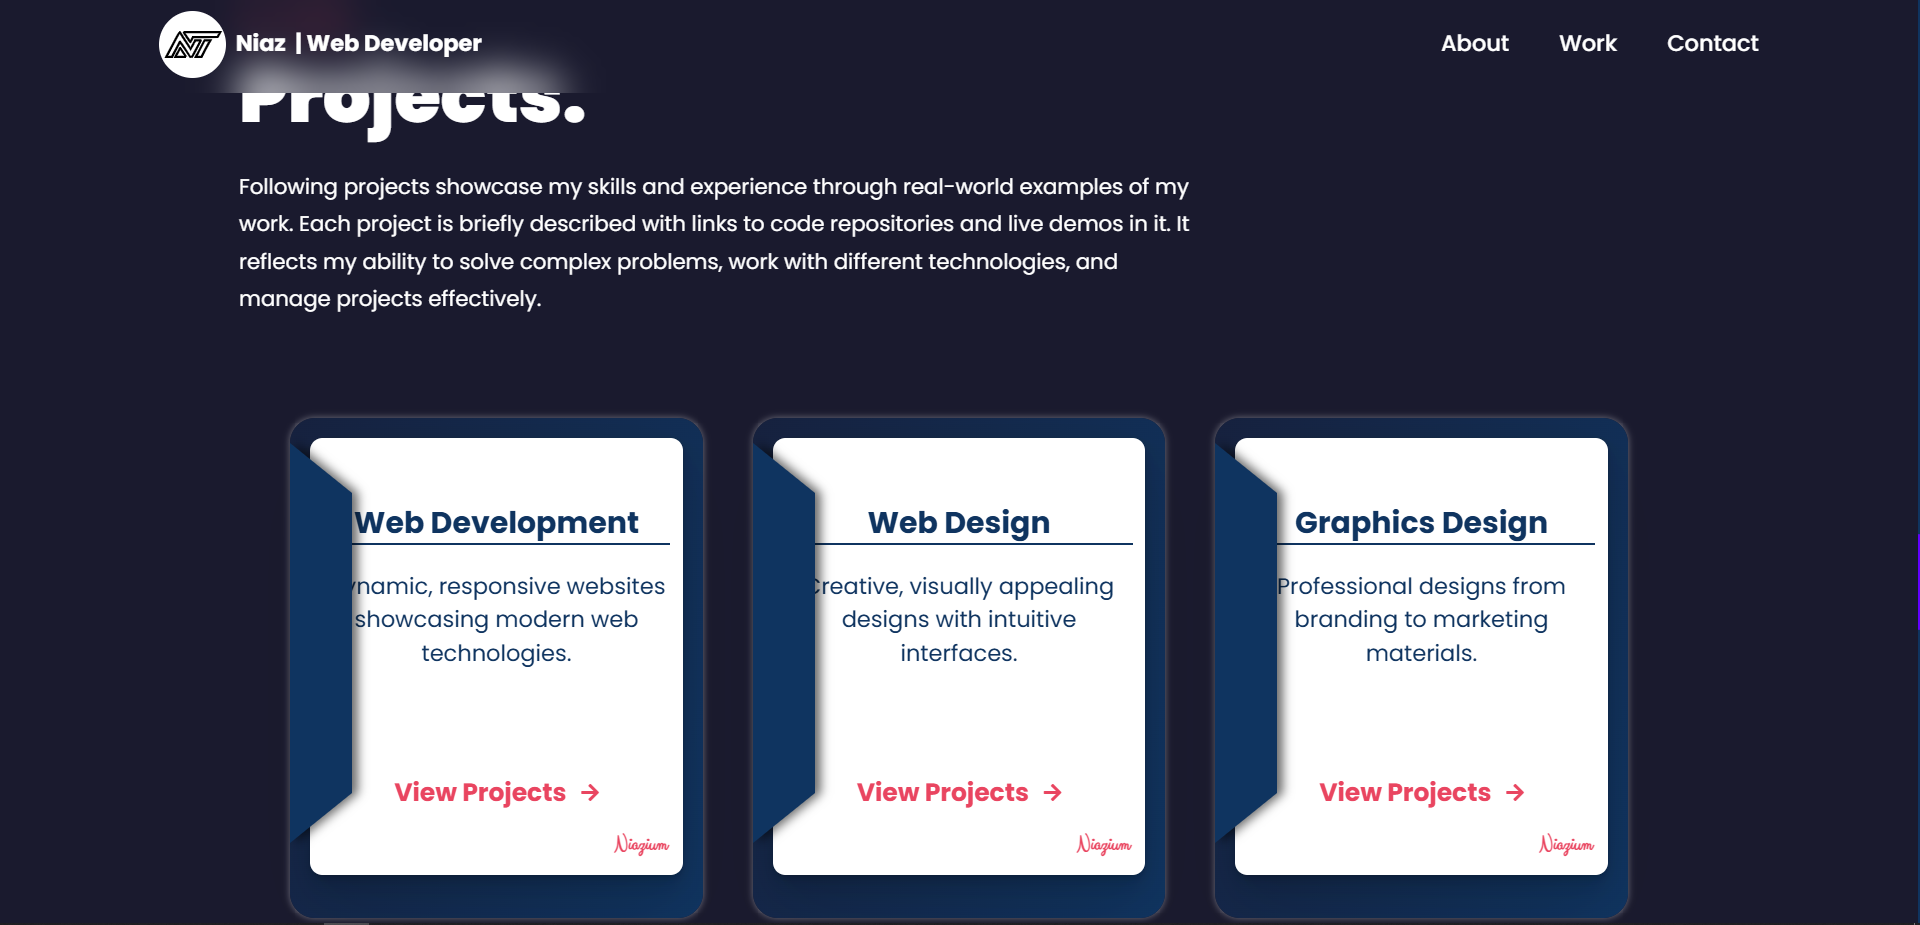 Niaz | Web Developer
About
Work
Contact
Projects.
Following projects showcase my skills and experience through real-world examples of my
work. Each project is briefly described with links to code repositories and live demos in it. It
reflects my ability to solve complex problems, work with different technologies, and
manage projects effectively.
Web Development
ynamic, responsive websites
showcasing modern web
technologies.
View Projects →
Niazium
Web Design
Creative, visually appealing
designs with intuitive
interfaces.
View Projects →
Niazium
Graphics Design
Professional designs from
branding to marketing
materials.
View Projects →
Niazium